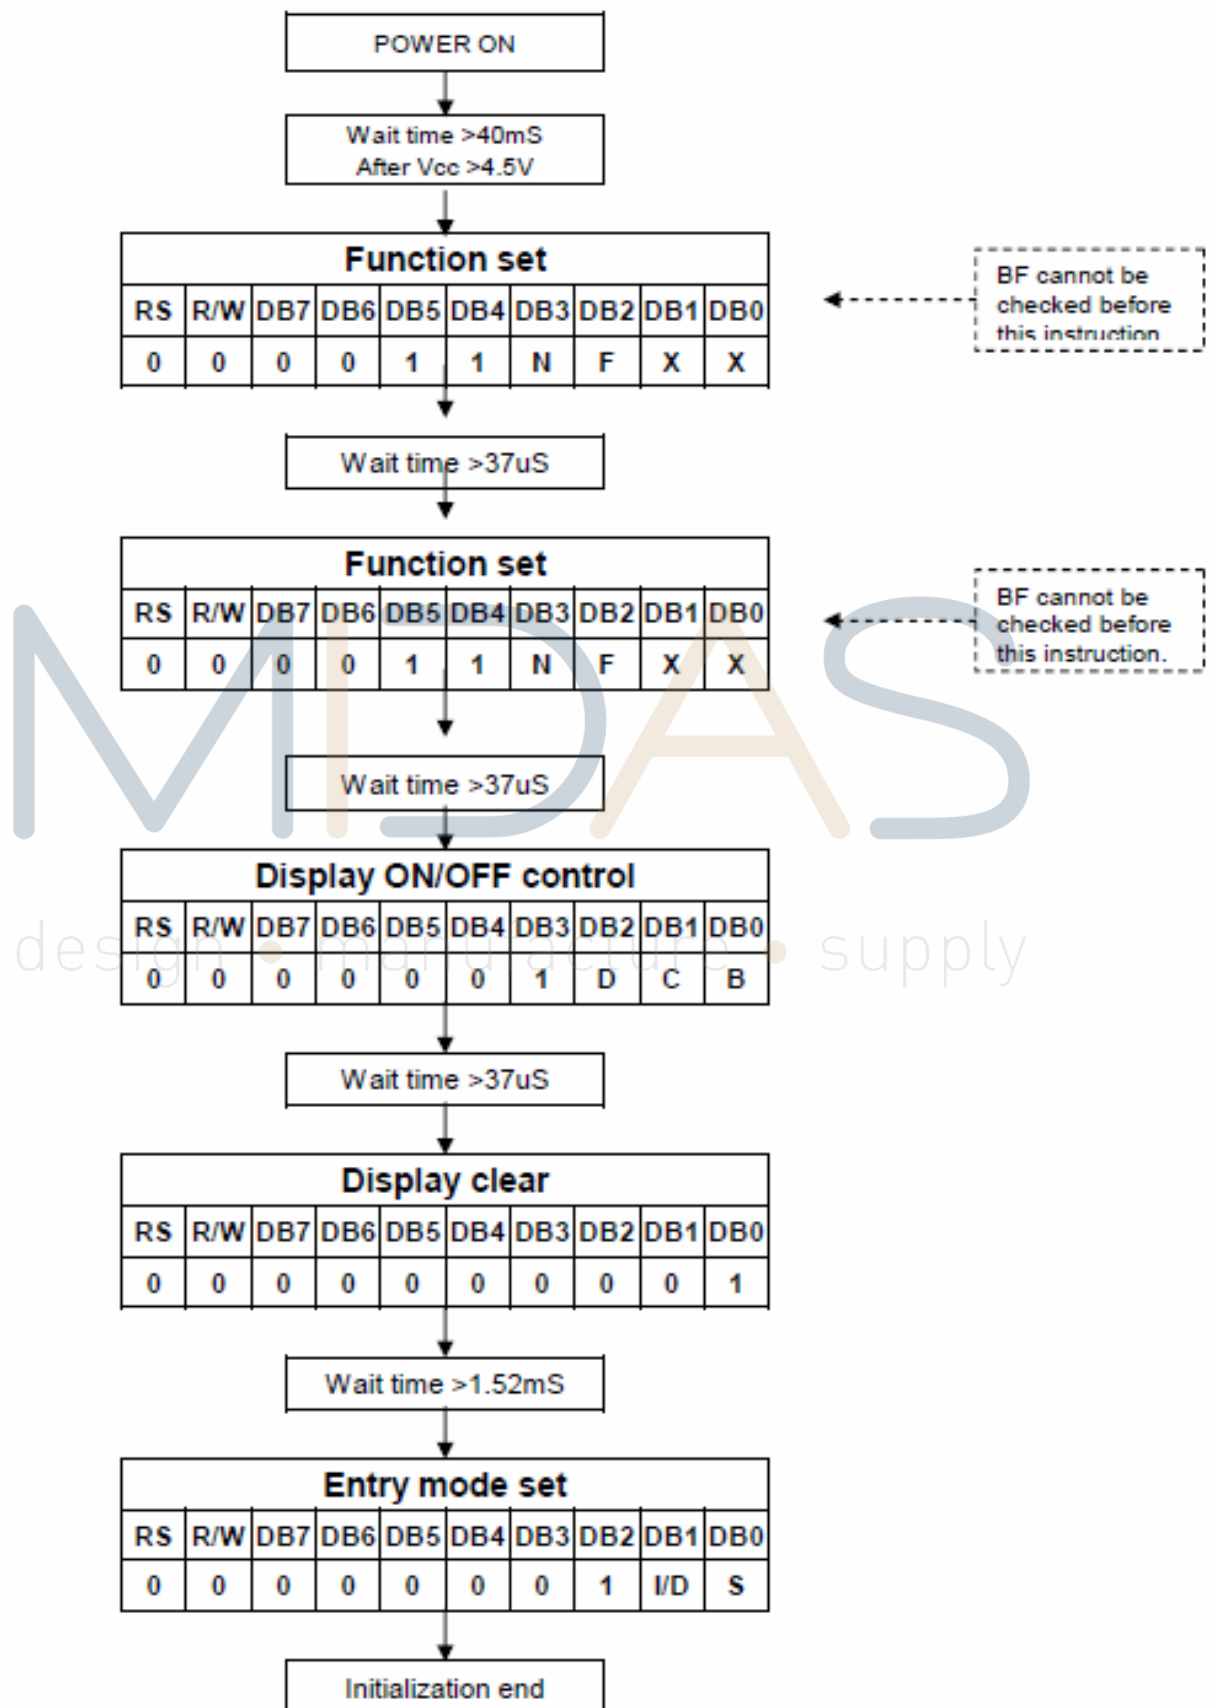 POWER ON
Wait time >40mS
After Vcc >4.5V
Function set
RS R/W DB7 DB6 DB5 DB4 DB3 DB2 DB1 DB0
0 0 0 0 1 1 N F X X
BF cannot be
checked before
this instruction
Wait time >37uS
Function set
RS R/W DB7 DB6 DB5 DB4 DB3 DB2 DB1 DB0
0 0 0 0 1 1 N F X X
BF cannot be
checked before
this instruction.
MIDAS
Wait time >37uS
Display ON/OFF control
RS R/W DB7 DB6 DB5 DB4 DB3 DB2 DB1 DB0
design • manufacture • supply
0 0 0 0 0 0 1 D C B
Wait time >37uS
Display clear
RS R/W DB7 DB6 DB5 DB4 DB3 DB2 DB1 DB0
0 0 0 0 0 0 0 0 0 1
Wait time >1.52mS
Entry mode set
RS R/W DB7 DB6 DB5 DB4 DB3 DB2 DB1 DB0
0 0 0 0 0 0 0 1 I/D S
Initialization end